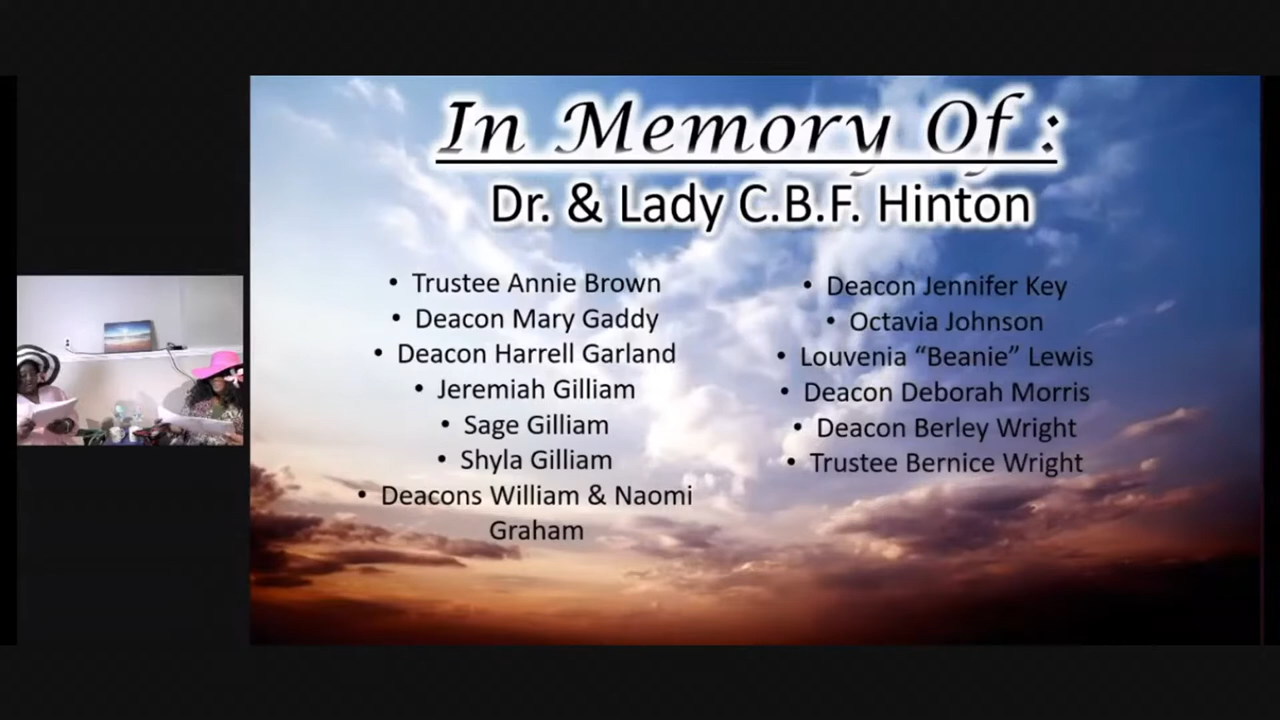 In Memory Of :
Dr. & Lady C.B.F. Hinton
• Trustee Annie Brown
• Deacon Mary Gaddy
• Deacon Harrell Garland
• Jeremiah Gilliam
• Sage Gilliam
• Shyla Gilliam
• Deacons William & Naomi
Graham
• Deacon Jennifer Key
• Octavia Johnson
• Louvenia “Beanie” Lewis
• Deacon Deborah Morris
• Deacon Berley Wright
• Trustee Bernice Wright